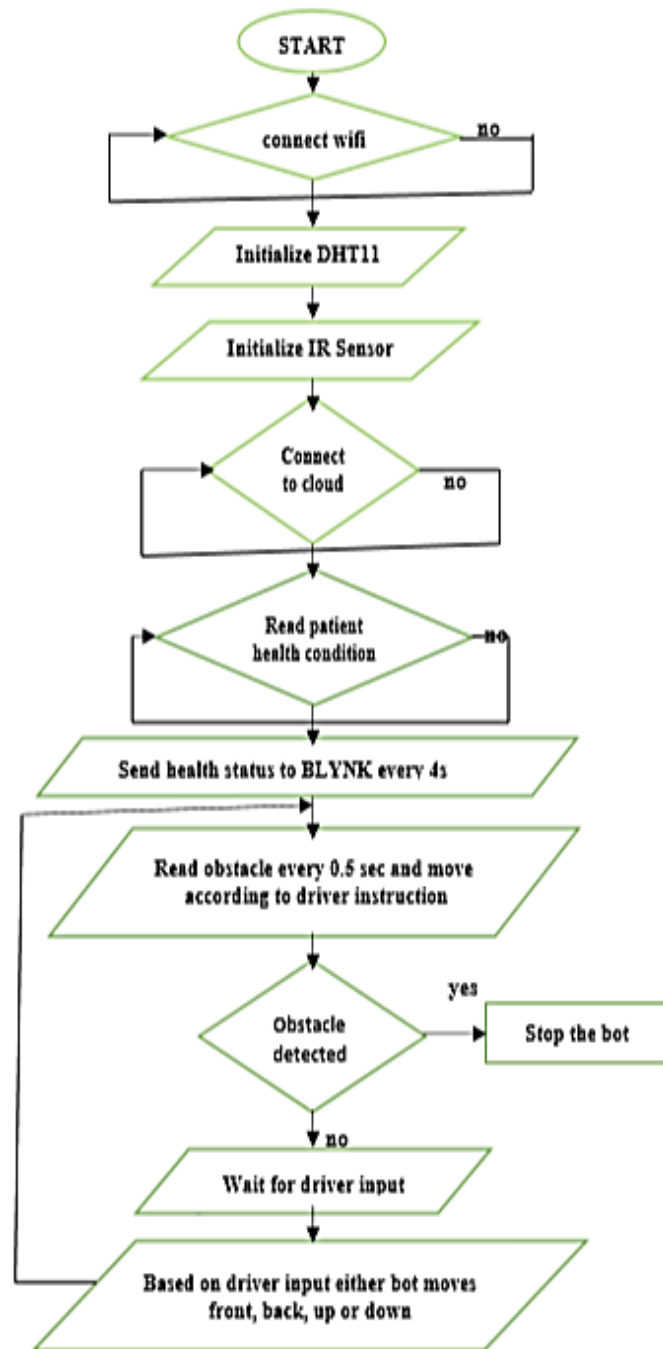 START
connect wifi
no
Initialize DHT11
Initialize IR Sensor
Connect
to cloud
no
Read patient
health condition
no
Send health status to BLYNK every 4s
Read obstacle every 0.5 sec and move
according to driver instruction
yes
Obstacle
detected
Stop the bot
no
Wait for driver input
Based on driver input either bot moves
front, back, up or down